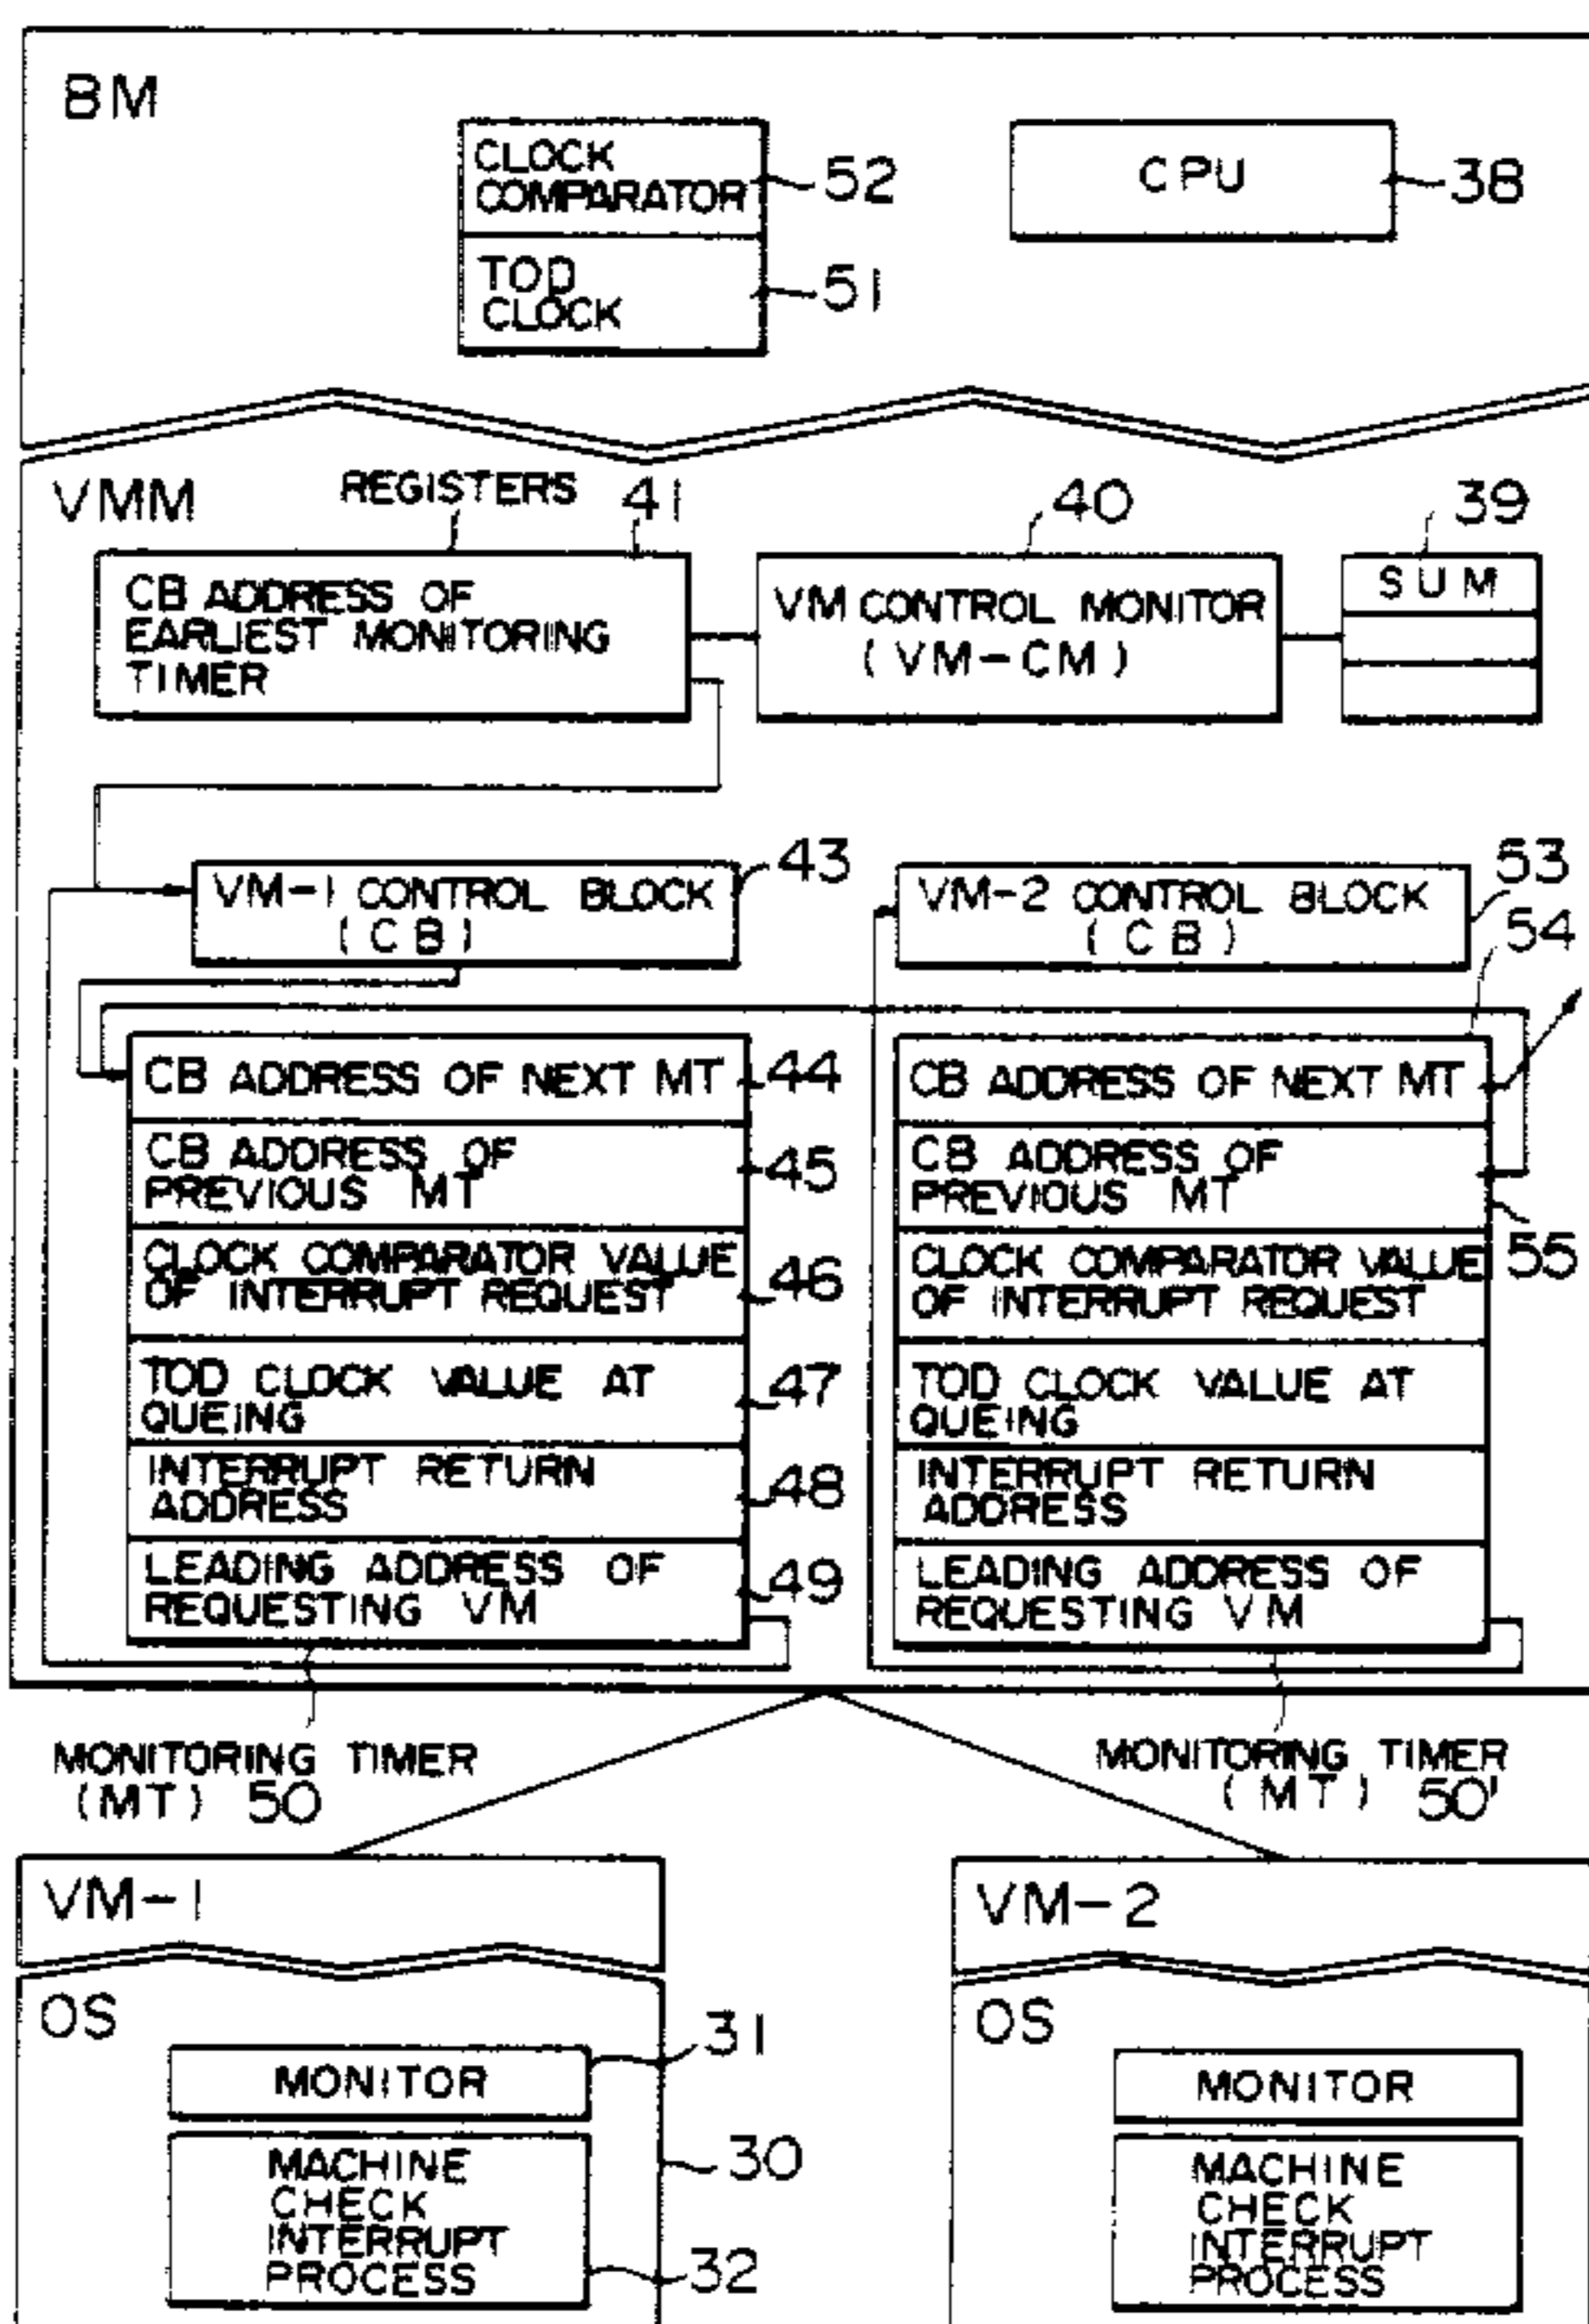 BM
CLOCK
COMPARATOR
52
CPU
38
TOD
CLOCK
51
VMM
REGISTERS
41
40
39
CB ADDRESS OF
EARLIEST MONITORING
TIMER
VM CONTROL MONITOR
(VM-CM)
SUM
VM-1 CONTROL BLOCK
(CB)
43
VM-2 CONTROL BLOCK
(CB)
53
54
CB ADDRESS OF NEXT MT
44
CB ADDRESS OF
PREVIOUS MT
45
CLOCK COMPARATOR VALUE
OF INTERRUPT REQUEST
46
TOD CLOCK VALUE AT
QUEING
47
INTERRUPT RETURN
ADDRESS
48
LEADING ADDRESS OF
REQUESTING VM
49
CB ADDRESS OF NEXT MT
CB ADDRESS OF
PREVIOUS MT
55
CLOCK COMPARATOR VALUE
OF INTERRUPT REQUEST
TOD CLOCK VALUE AT
QUEING
INTERRUPT RETURN
ADDRESS
LEADING ADDRESS OF
REQUESTING VM
MONITORING TIMER
(MT) 50
MONITORING TIMER
(MT) 50'
VM-1
OS
MONITOR
31
30
MACHINE
CHECK
INTERRUPT
PROCESS
32
VM-2
OS
MONITOR
MACHINE
CHECK
INTERRUPT
PROCESS